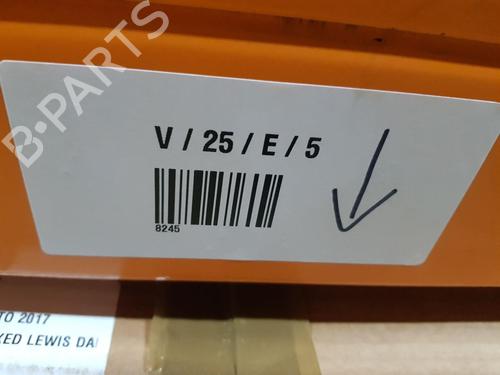 B-PARTS
V / 25 / E / 5
8245
TO 2017
KED LEWIS DA